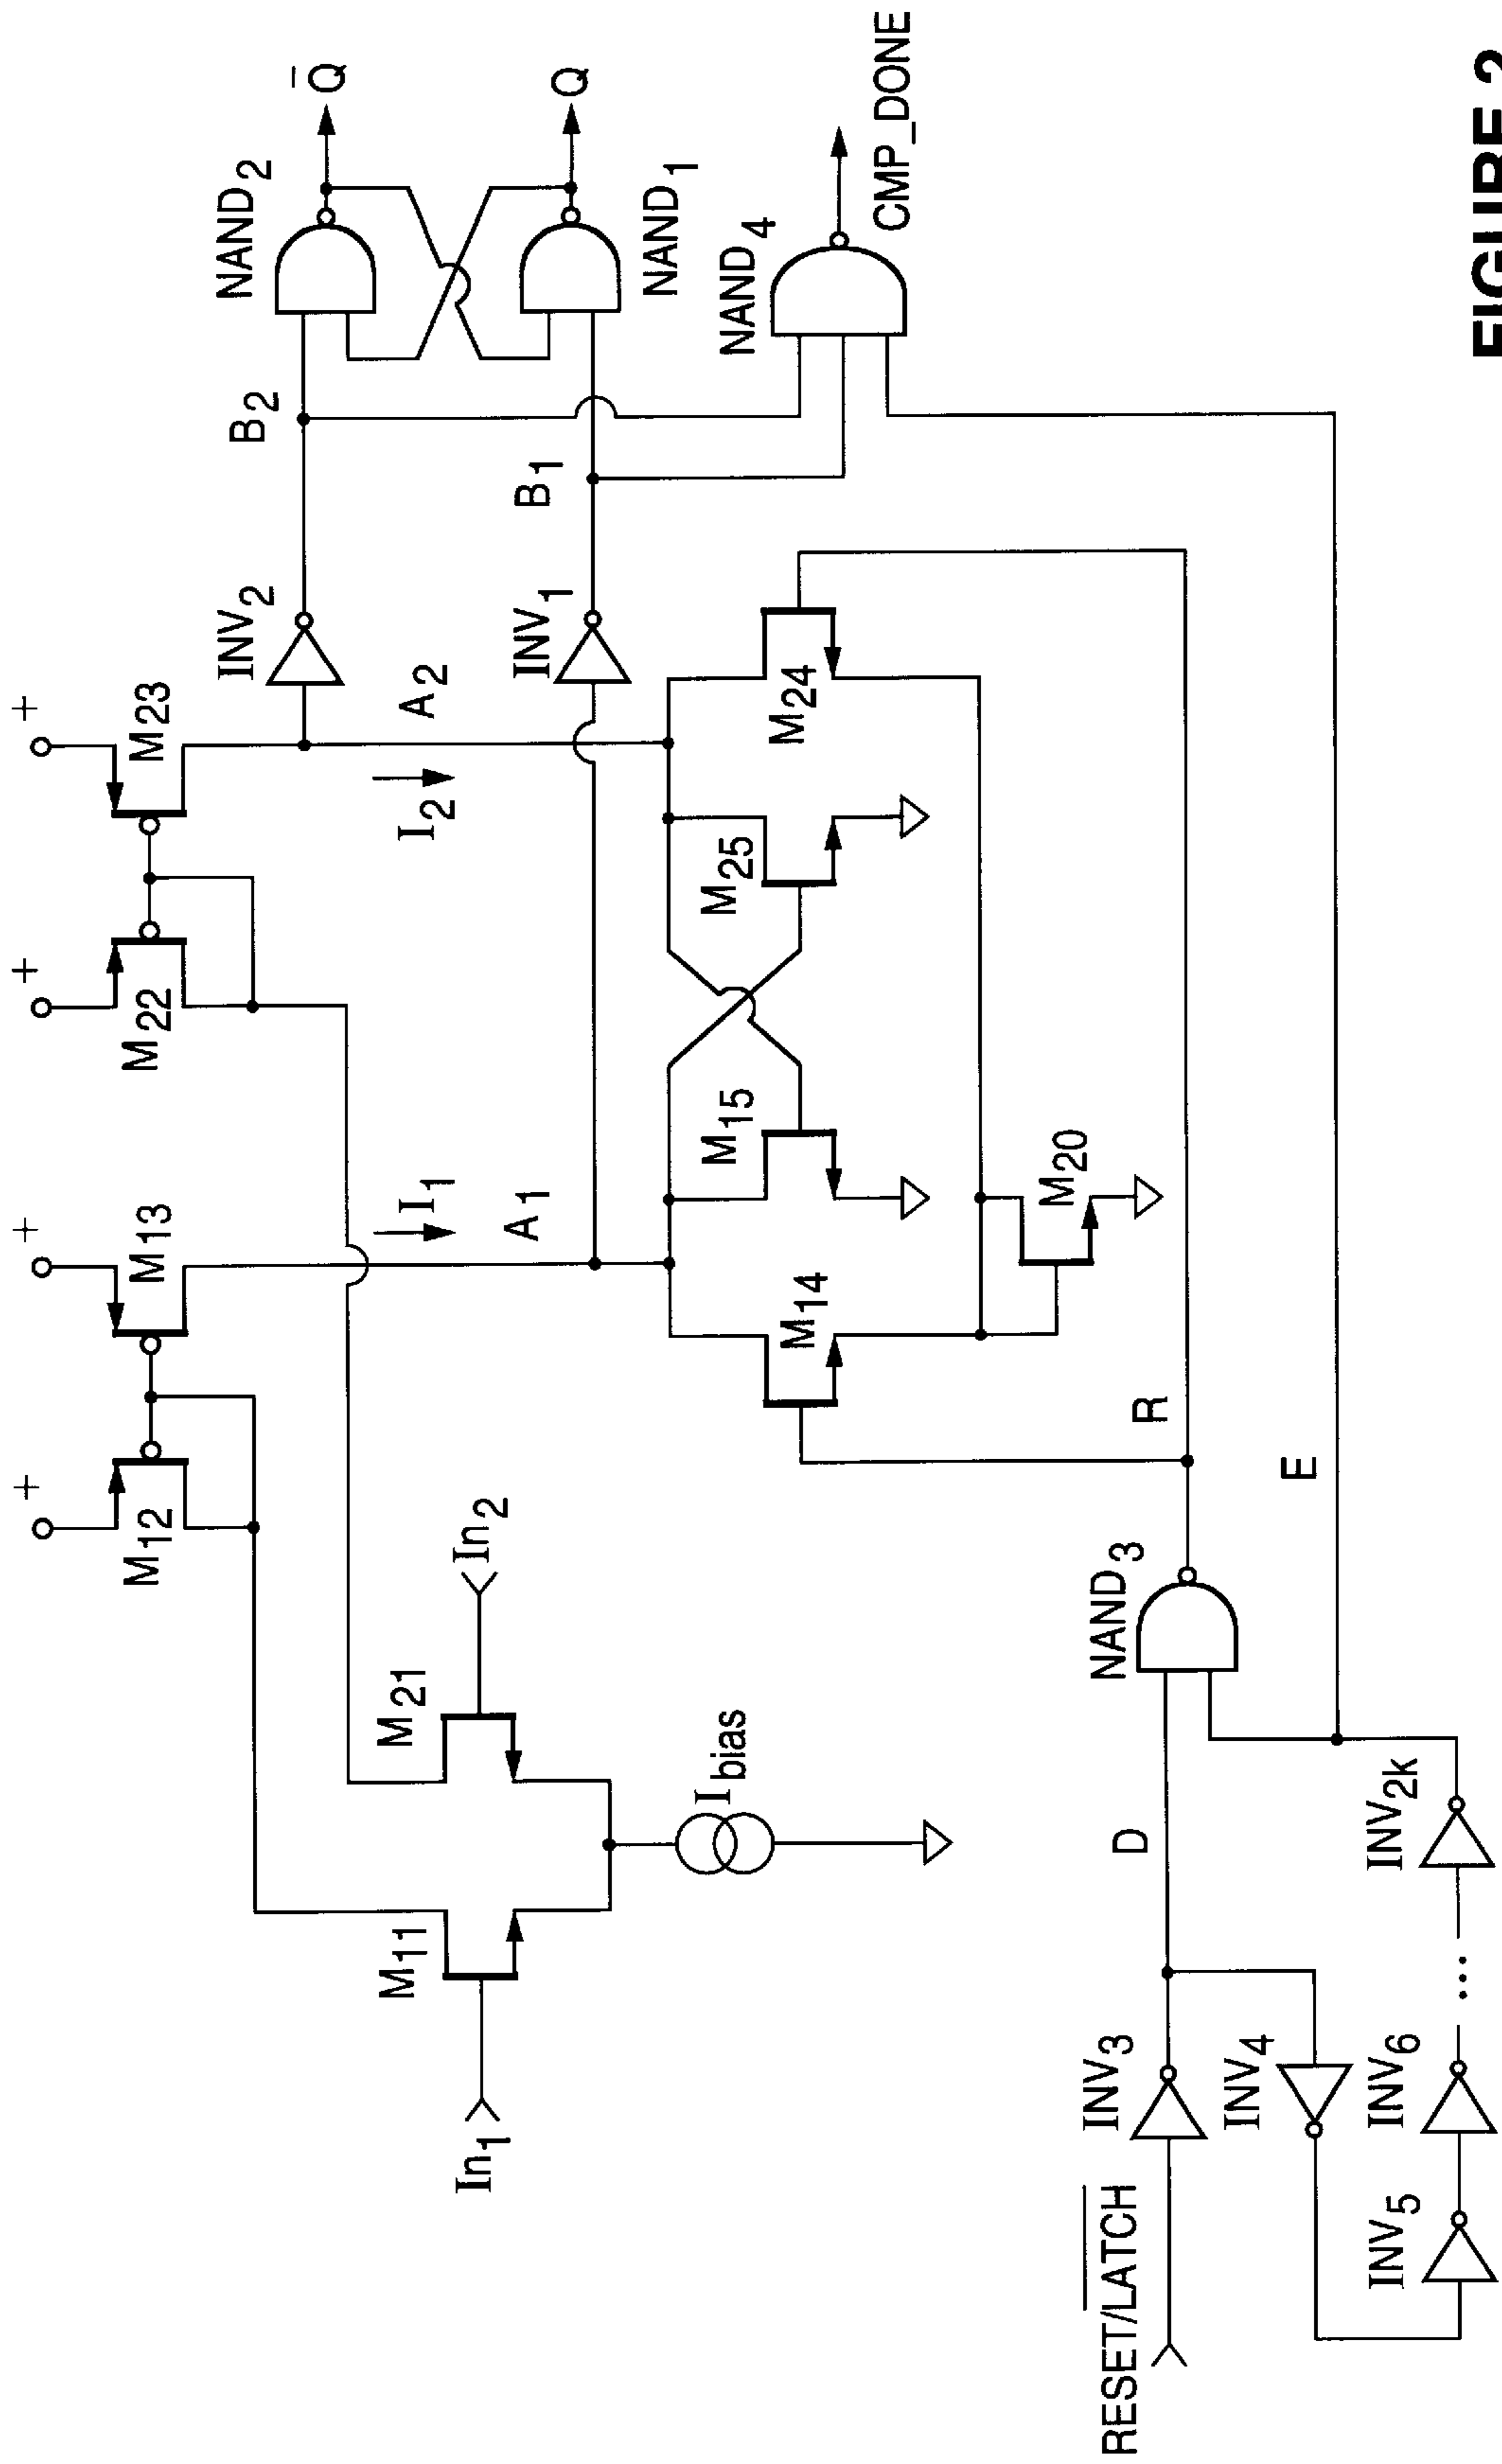 +
+
+
+
M12
M13
M22
M23
I1
I2
A1
A2
In1
In2
M11
M21
Ibias
INV2
INV1
B2
B1
NAND2
NAND1
NAND4
Q̅
Q
CMP_DONE
M14
M15
M25
M24
M20
RESET/L̅A̅T̅C̅H̅
INV3
INV4
INV5
INV6
...
INV2k
D
NAND3
R
E
FIGURE 2